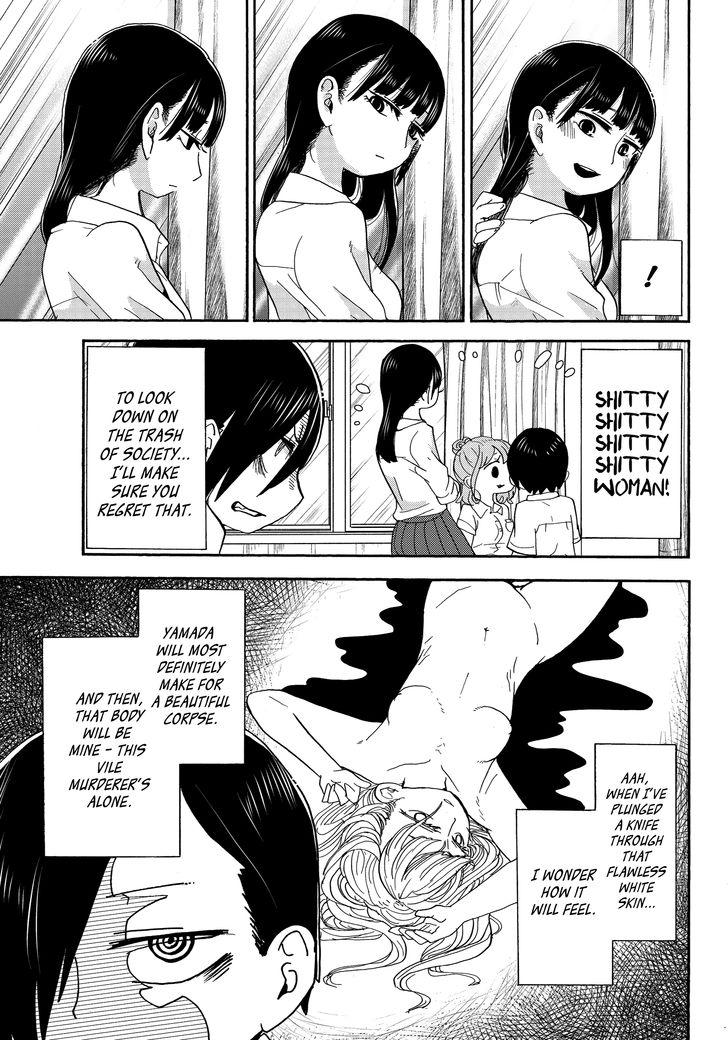 !
SHITTY
SHITTY
SHITTY
SHITTY
WOMAN!
TO LOOK
DOWN ON
THE TRASH
OF SOCIETY...
I'LL MAKE
SURE YOU
REGRET THAT.
AAH,
WHEN I'VE
PLUNGED
A KNIFE
THROUGH
THAT
FLAWLESS
WHITE
SKIN...
I WONDER
HOW IT
WILL FEEL.
YAMADA
WILL MOST
DEFINITELY
MAKE FOR
A BEAUTIFUL
CORPSE.
AND THEN,
THAT BODY
WILL BE
MINE – THIS
VILE
MURDERER'S
ALONE.